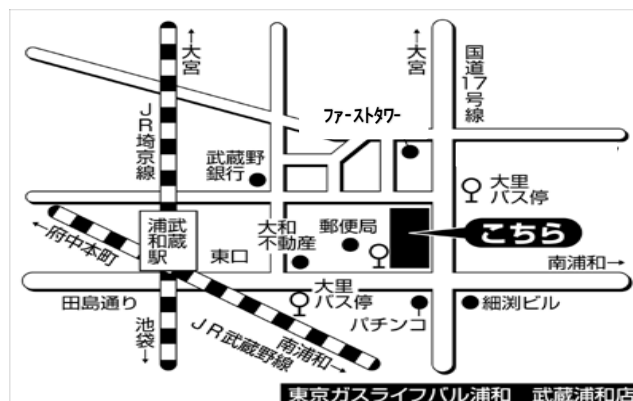 ↑大宮
↑大宮
国道17号線
ファーストタワー
JR埼京線
武蔵野
銀行
大里
バス停
こちら
武蔵
浦和駅
←府中本町
東口
大和
不動産
郵便局
南浦和→
田島通り
大里
バス停
パチンコ
細渕ビル
池袋↓
JR武蔵野線
南浦和→
東京ガスライフバル浦和 武蔵浦和店